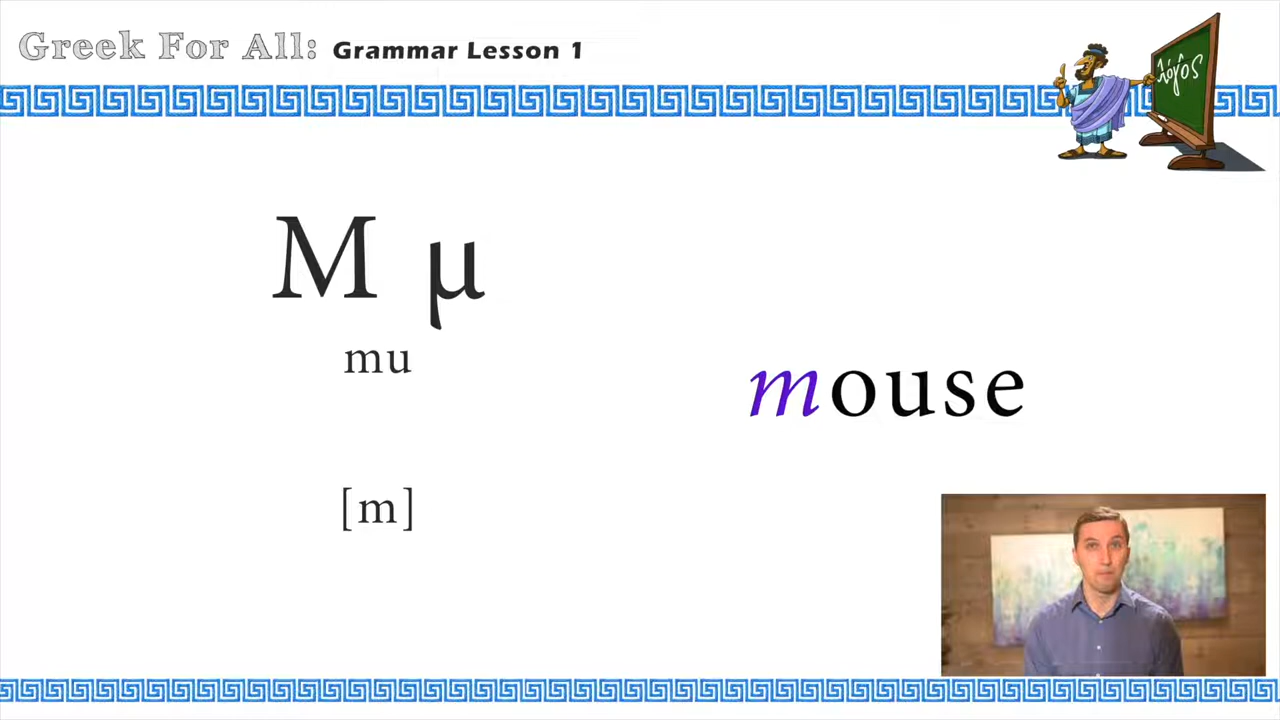 Greek For All: Grammar Lesson 1
λόγος
Μ μ
mu
mouse
[m]